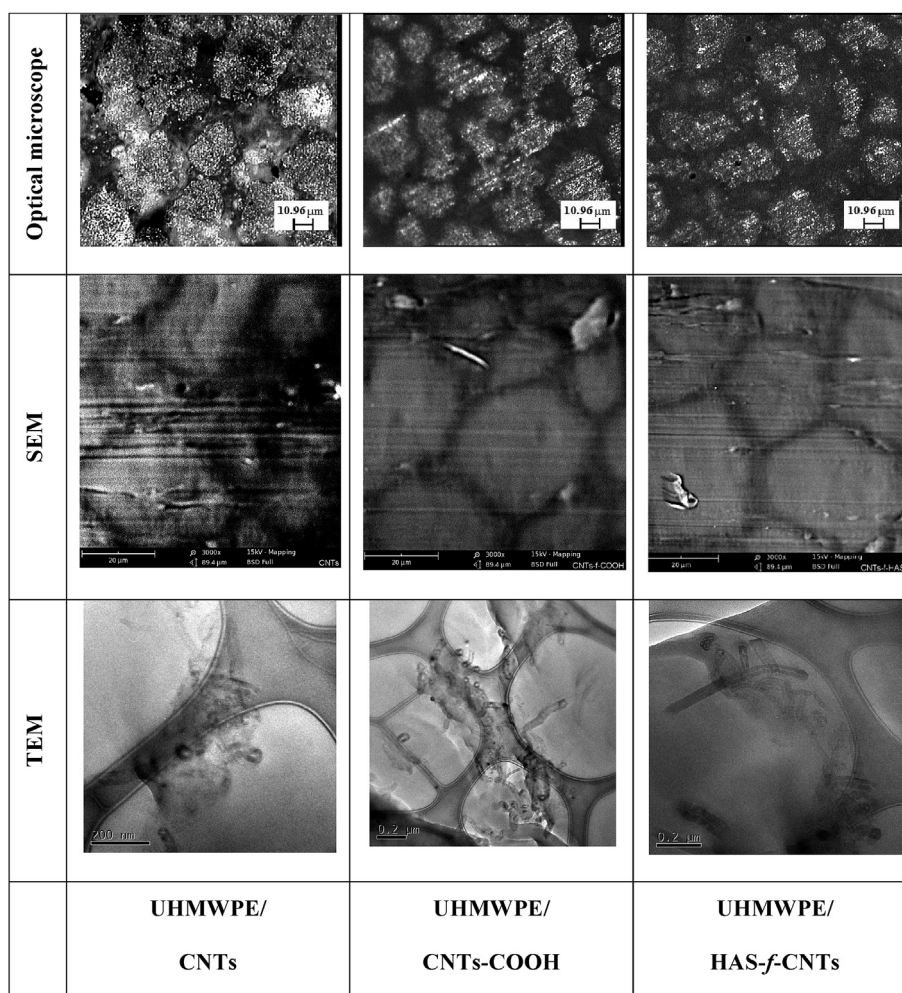 Optical microscope
10.96 µm
10.96 µm
10.96 µm
SEM
20 µm
3000x
89.4 µm
15kV - Mapping
BSD Full
CNTs
20 µm
3000x
89.4 µm
15kV - Mapping
BSD Full
CNTs-f-COOH
20 µm
3000x
89.4 µm
15kV - Mapping
BSD Full
CNTs-f-HAS
TEM
200 nm
0.2 µm
0.2 µm
UHMWPE/
CNTs
UHMWPE/
CNTs-COOH
UHMWPE/
HAS-f-CNTs